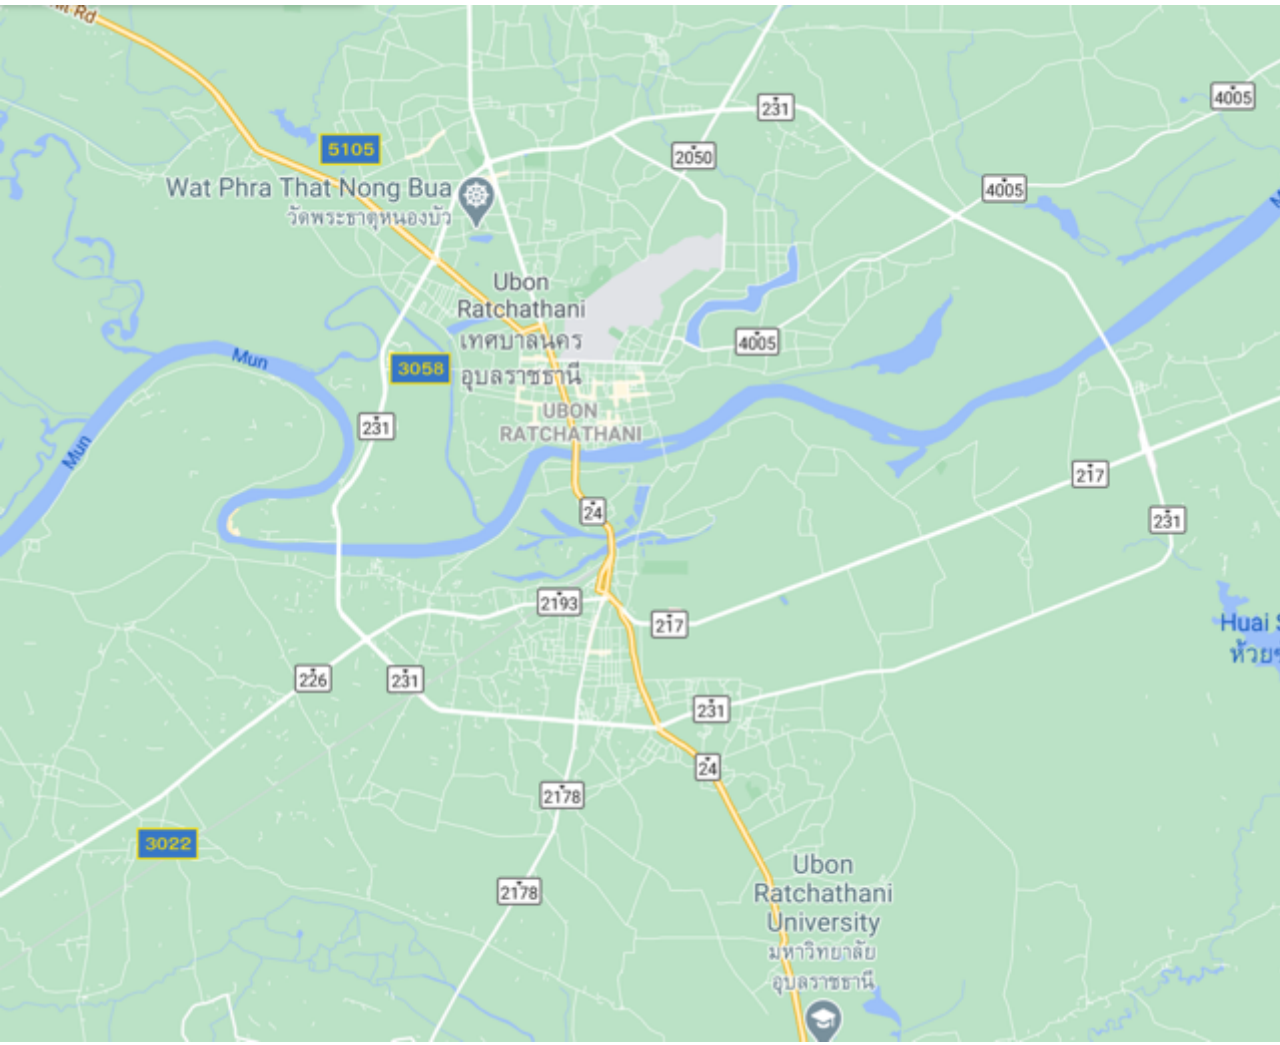 it Rd
4005
231
5105
2050
Wat Phra That Nong Bua
วัดพระธาตุหนองบัว
4005
Ubon
Ratchathani
เทศบาลนคร
อุบลราชธานี
4005
Mun
3058
UBON
RATCHATHANI
231
Mun
217
24
231
2193
217
Huai S
ห้วย
226
231
231
24
2178
3022
2178
Ubon
Ratchathani
University
มหาวิทยาลัย
อุบลราชธานี